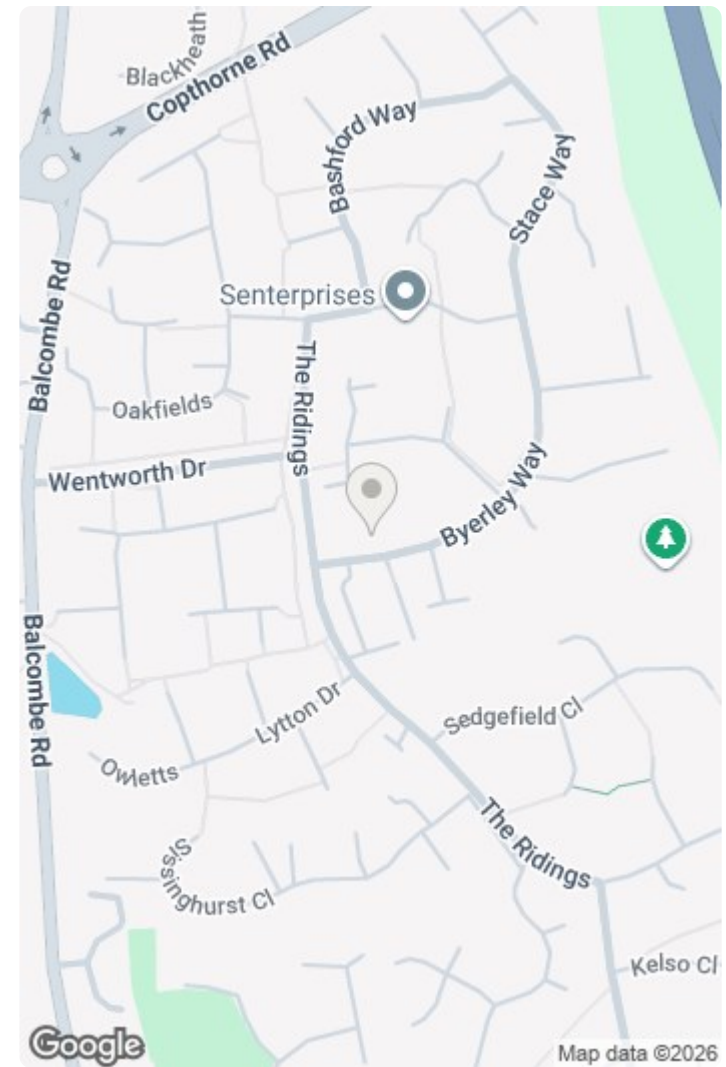 Blackheath
Copthorne Rd
Bashford Way
Stace Way
Balcombe Rd
Senterprises
The Ridings
Oakfields
Wentworth Dr
Byerley Way
Balcombe Rd
Lytton Dr
Sedgefield Cl
Owletts
The Ridings
Sissinghurst Cl
Kelso Cl
Google
Map data ©2026